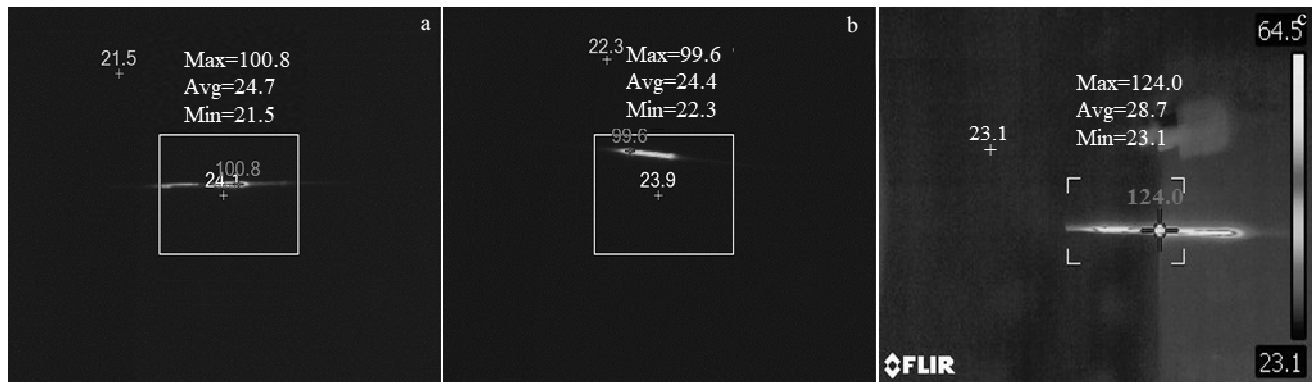 a
21.5
Max=100.8
Avg=24.7
Min=21.5
100.8
24.1
b
22.3
Max=99.6
Avg=24.4
Min=22.3
99.6
23.9
c
64.5
Max=124.0
Avg=28.7
Min=23.1
23.1
124.0
FLIR
23.1